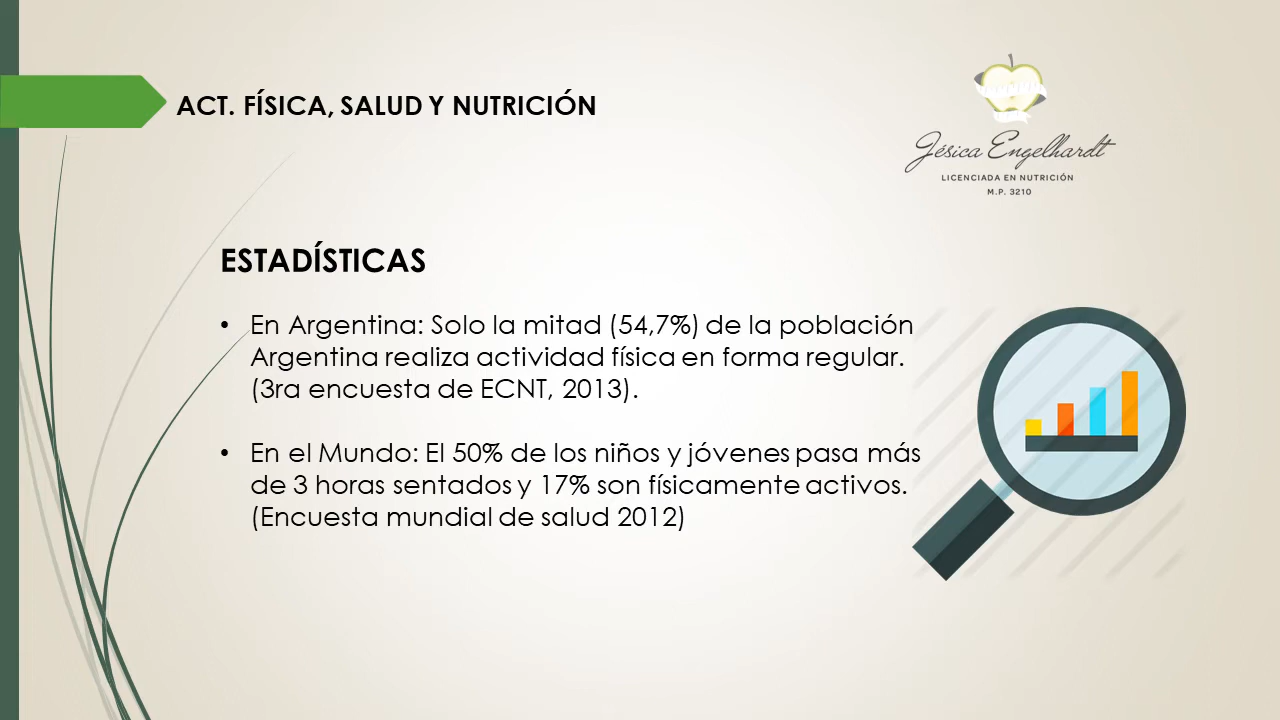 ACT. FÍSICA, SALUD Y NUTRICIÓN
Jésica Engelhardt
LICENCIADA EN NUTRICIÓN
M.P. 3210
ESTADÍSTICAS
• En Argentina: Solo la mitad (54,7%) de la población
Argentina realiza actividad física en forma regular.
(3ra encuesta de ECNT, 2013).
• En el Mundo: El 50% de los niños y jóvenes pasa más
de 3 horas sentados y 17% son físicamente activos.
(Encuesta mundial de salud 2012)